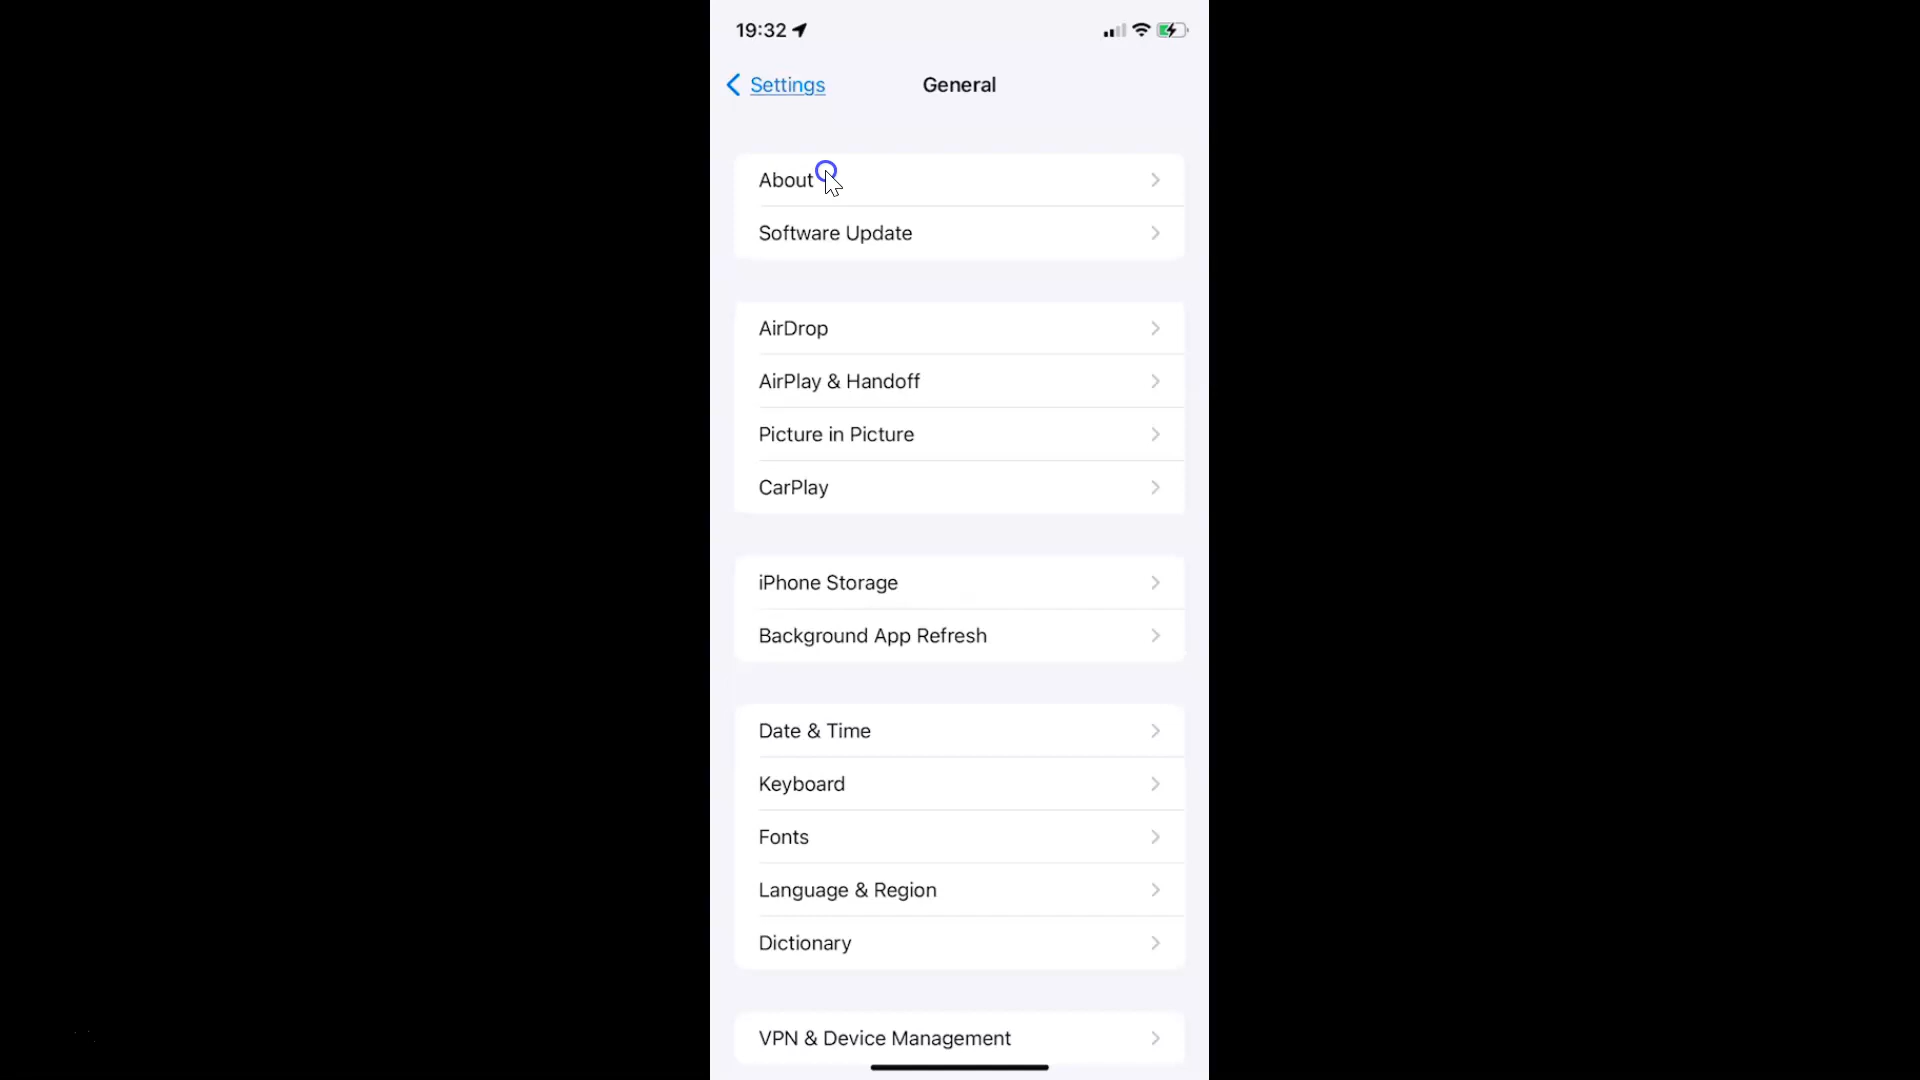 19:32
Settings
General
About
Software Update
AirDrop
AirPlay & Handoff
Picture in Picture
CarPlay
iPhone Storage
Background App Refresh
Date & Time
Keyboard
Fonts
Language & Region
Dictionary
VPN & Device Management